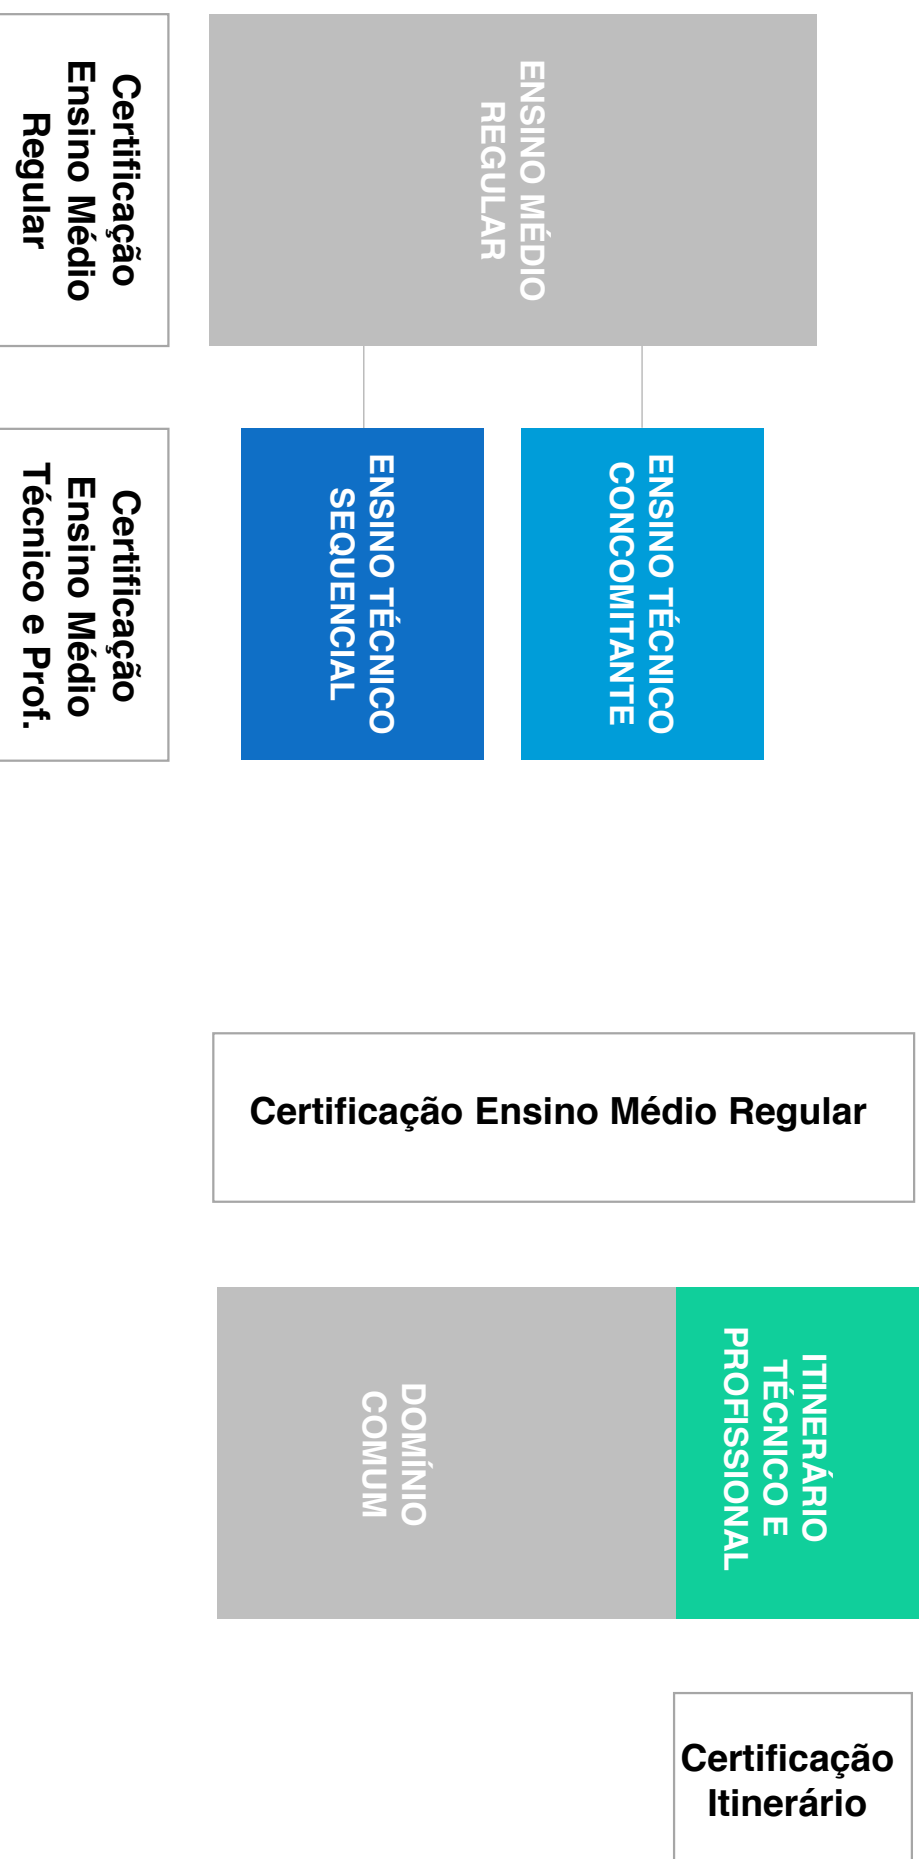 Certificação
Ensino Médio
Regular
ENSINO MÉDIO
REGULAR
Certificação
Ensino Médio
Técnico e Prof.
ENSINO TÉCNICO
SEQUENCIAL
ENSINO TÉCNICO
CONCOMITANTE
Certificação Ensino Médio Regular
DOMÍNIO
COMUM
ITINERÁRIO
TÉCNICO E
PROFISSIONAL
Certificação
Itinerário